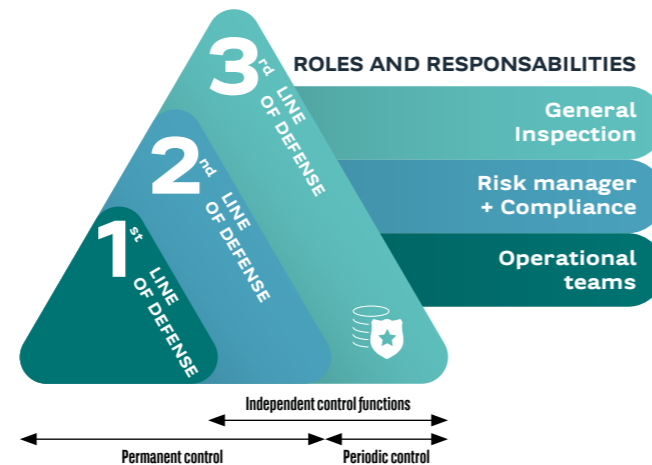 ROLES AND RESPONSABILITIES
3rd LINE
OF DEFENSE
General
Inspection
2nd LINE
OF DEFENSE
Risk manager
+ Compliance
1st LINE
OF DEFENSE
Operational
teams
Independent control functions
Permanent control
Periodic control